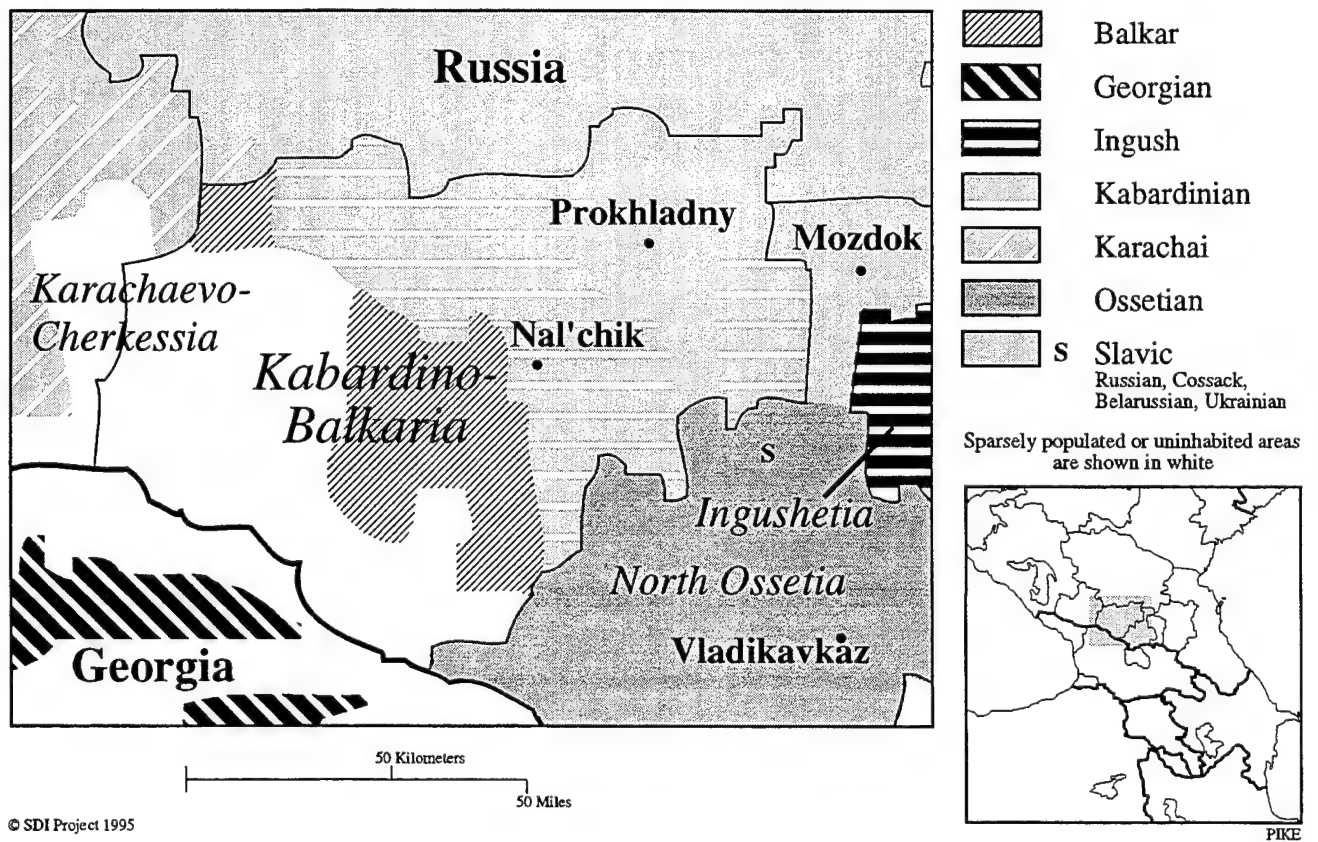 Russia
Prokhladny
Mozdok
Karachaevo-
Cherkessia
Nal'chik
Kabardino-
Balkaria
S
Ingushetia
North Ossetia
Vladikavkaz
Georgia
Balkar
Georgian
Ingush
Kabardinian
Karachai
Ossetian
S Slavic
Russian, Cossack,
Belarussian, Ukrainian
Sparsely populated or uninhabited areas
are shown in white
50 Kilometers
50 Miles
© SDI Project 1995
PIKE